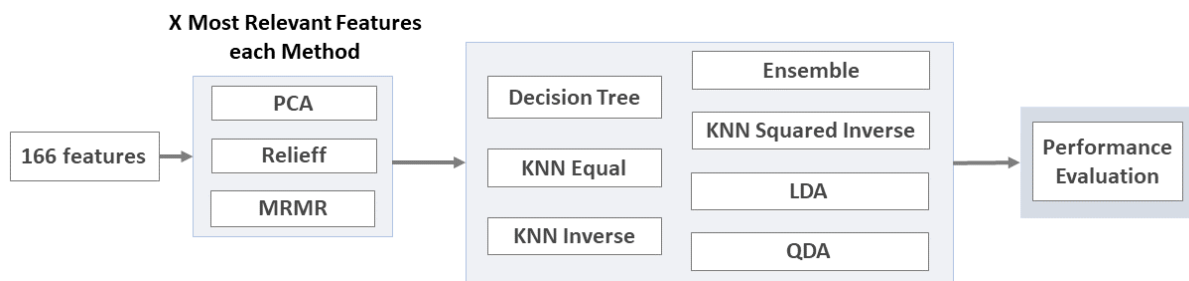 X Most Relevant Features
each Method
166 features
PCA
Relieff
MRMR
Decision Tree
KNN Equal
KNN Inverse
Ensemble
KNN Squared Inverse
LDA
QDA
Performance
Evaluation